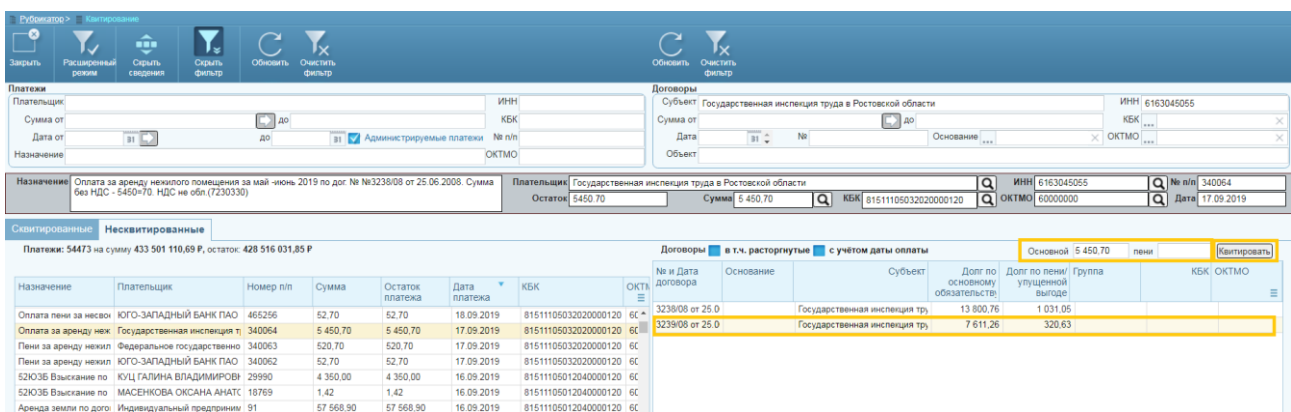 Рубрикатор > Квитирование
Закрыть Расширенный режим Скрыть сведения Скрыть фильтр Обновить Очистить фильтр Обновить Очистить фильтр
Платежи Договоры
Плательщик ИНН Субъект Государственная инспекция труда в Ростовской области ИНН 6163045055
Сумма от до КБК Сумма от до КБК ...
Дата от 31 до 31 Администрируемые платежи № п/п Дата 31 № Основание ... ОКТМО ...
Назначение ОКТМО Объект
Назначение Оплата за аренду нежилого помещения за май -июнь 2019 по дог. № №3238/08 от 25.06.2008. Сумма Плательщик Государственная инспекция труда в Ростовской области ИНН 6163045055 № п/п 340064
без НДС - 5450=70. НДС не обл.(7230330) Остаток 5450.70 Сумма 5 450,70 КБК 81511105032020000120 ОКТМО 60000000 Дата 17.09.2019
Сквитированные Несквитированные
Платежи: 54473 на сумму 433 501 110,69 ₽, остаток: 428 516 031,85 ₽ Договоры в т.ч. расторгнутые с учётом даты оплаты Основной 5 450,70 пени Квитировать
Назначение Плательщик Номер п/п Сумма Остаток платежа Дата платежа КБК ОКТМ
№ и Дата договора Основание Субъект Долг по основному обязательств Долг по пени/ упущенной выгоде Группа КБК ОКТМО
Оплата пени за несвое ЮГО-ЗАПАДНЫЙ БАНК ПАО 465256 52,70 52,70 18.09.2019 81511105032020000120 60
Оплата за аренду неж Государственная инспекция т 340064 5 450,70 5 450,70 17.09.2019 81511105032020000120 60
Пени за аренду нежил Федеральное государственно 340063 520,70 520,70 17.09.2019 81511105032020000120 60
Пени за аренду нежил ЮГО-ЗАПАДНЫЙ БАНК ПАО 340062 52,70 52,70 17.09.2019 81511105032020000120 60
52ЮЗБ Взыскание по КУЦ ГАЛИНА ВЛАДИМИРОВН 29990 4 350,00 4 350,00 16.09.2019 81511105012040000120 60
52ЮЗБ Взыскание по МАСЕНКОВА ОКСАНА АНАТО 18769 1,42 1,42 16.09.2019 81511105012040000120 60
Аренда земли по догов Индивидуальный предприним 91 57 568,90 57 568,90 16.09.2019 81511105012040000120 60
3238/08 от 25.0 Государственная инспекция тру 13 800,76 1 031,05
3239/08 от 25.0 Государственная инспекция тру 7 611,26 320,63